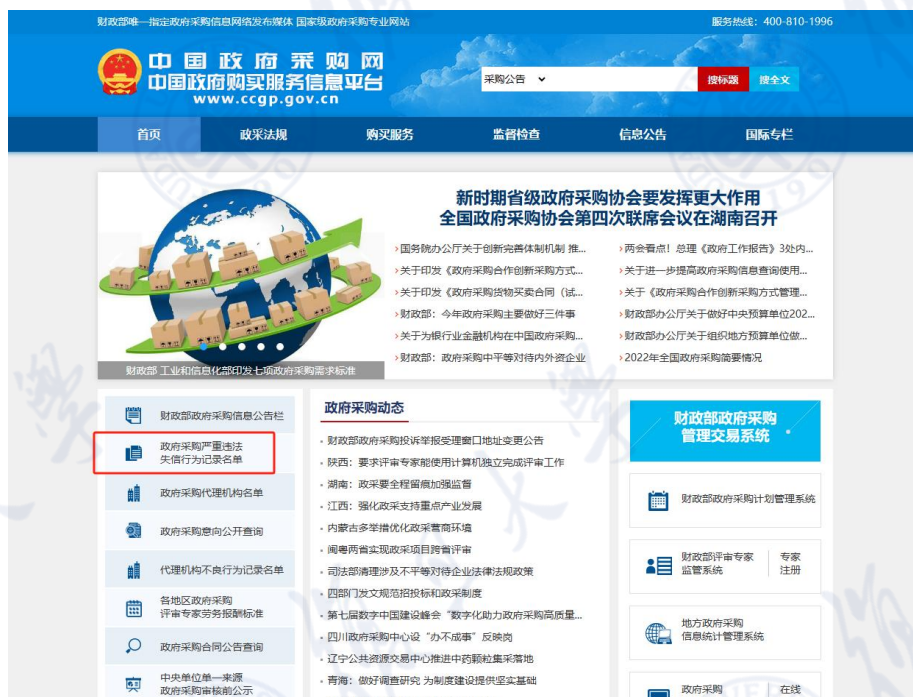 财政部唯一指定政府采购信息网络发布媒体 国家级政府采购专业网站
服务热线：400-810-1996
中国政府采购网
中国政府购买服务信息平台
www.ccgp.gov.cn
采购公告
搜标题
搜全文
首页
政采法规
购买服务
监督检查
信息公告
国际专栏
新时期省级政府采购协会要发挥更大作用
全国政府采购协会第四次联席会议在湖南召开
国务院办公厅关于创新完善体制机制 推...
关于印发《政府采购合作创新采购方式...
关于印发《政府采购货物买卖合同（试...
财政部：今年政府采购主要做好三件事
关于为银行业金融机构在中国政府采购...
财政部：政府采购中平等对待内外资企业
两会看点！总理《政府工作报告》3处内...
关于进一步提高政府采购信息查询使用...
关于《政府采购合作创新采购方式管理...
财政部办公厅关于做好中央预算单位202...
财政部办公厅关于组织地方预算单位做...
2022年全国政府采购简要情况
财政部 工业和信息化部印发七项政府采购需求标准
财政部政府采购信息公告栏
政府采购严重违法
失信行为记录名单
政府采购代理机构名单
政府采购意向公开查询
代理机构不良行为记录名单
各地区政府采购
评审专家劳务报酬标准
政府采购合同公告查询
中央单位单一来源
政府采购审核前公示
政府采购动态
财政部政府采购投诉举报受理窗口地址变更公告
陕西：要求评审专家能使用计算机独立完成评审工作
湖南：政采要全程留痕加强监督
江西：强化政采支持重点产业发展
内蒙古多举措优化政采营商环境
闽粤两省实现政采项目跨省评审
司法部清理涉及不平等对待企业法律法规政策
四部门发文规范招投标和政采制度
第七届数字中国建设峰会“数字化助力政府采购高质量...
四川政府采购中心设“办不成事”反映岗
辽宁公共资源交易中心推进中药颗粒集采落地
青海：做好调查研究 为制度建设提供坚实基础
财政部政府采购
管理交易系统
财政部政府采购计划管理系统
财政部评审专家
监管系统
专家
注册
地方政府采购
信息统计管理系统
政府采购
在线